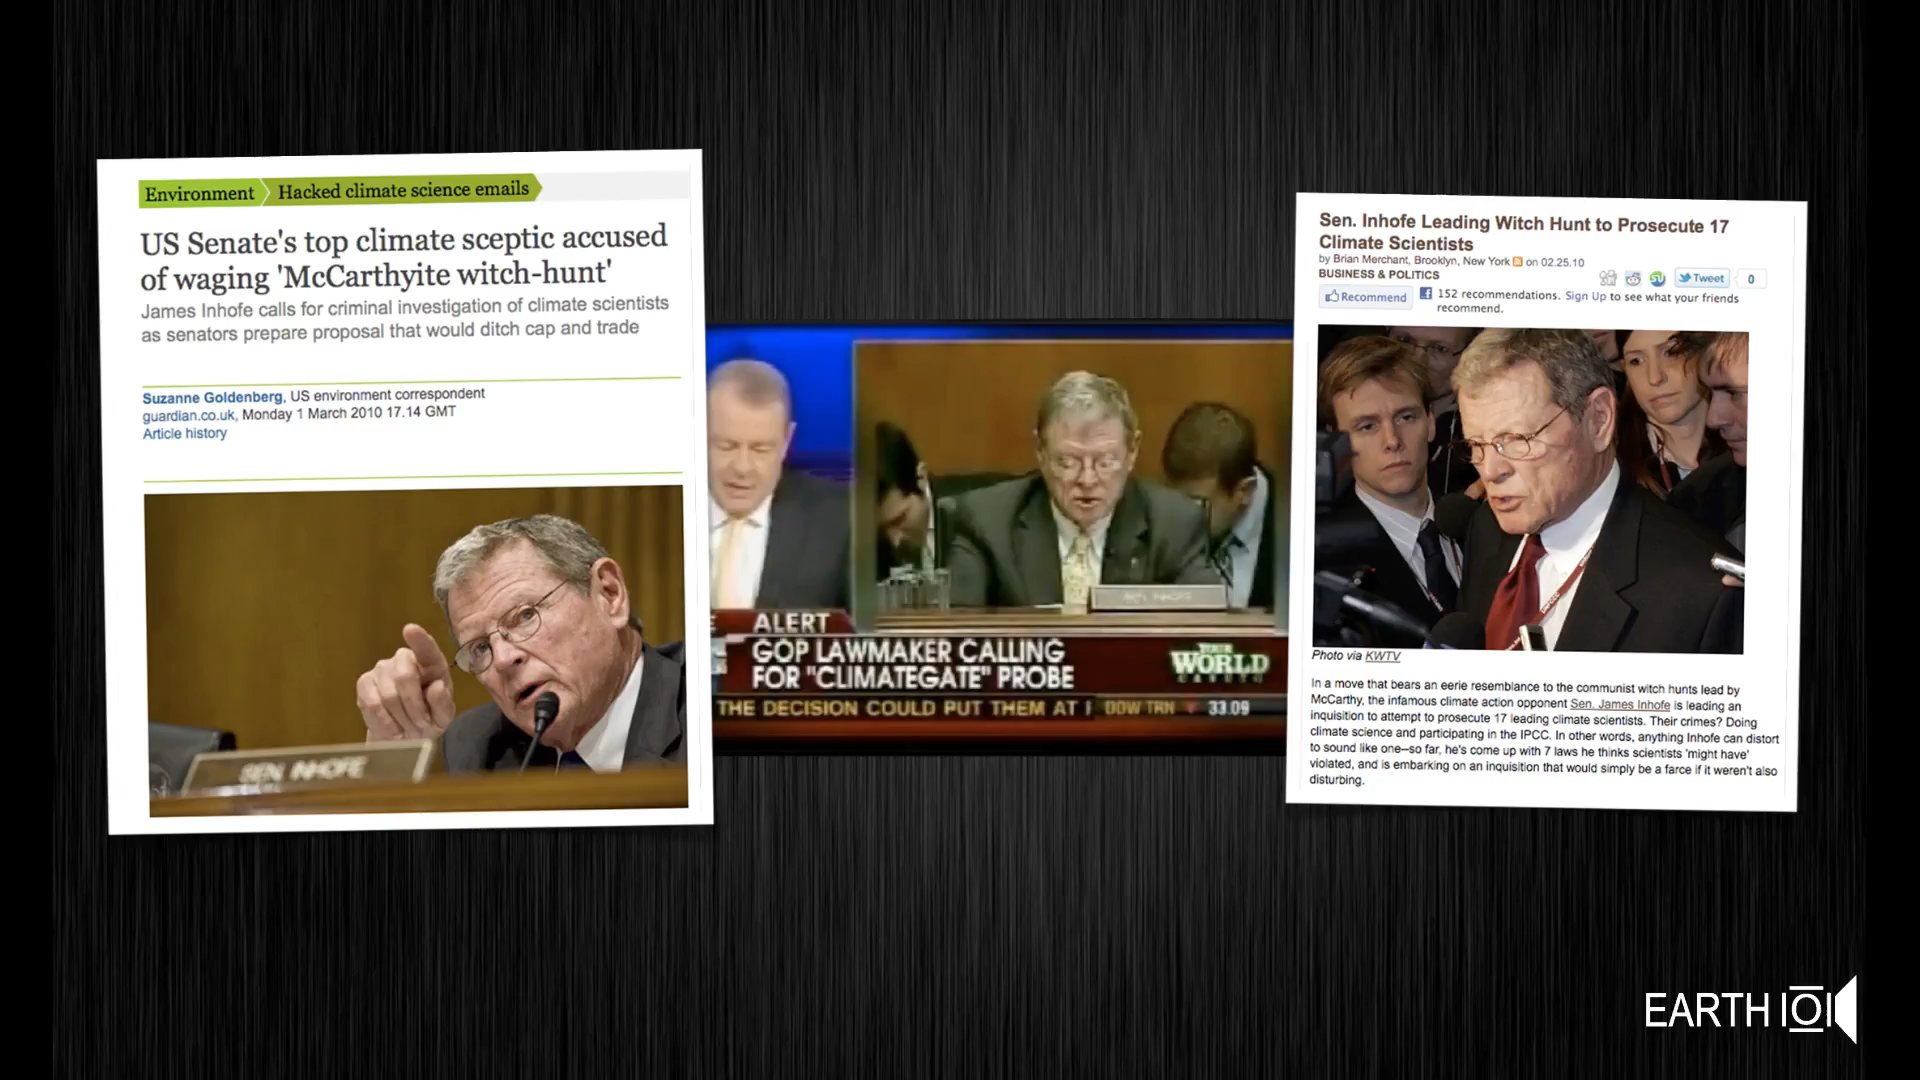 Environment Hacked climate science emails
US Senate's top climate sceptic accused
of waging 'McCarthyite witch-hunt'
James Inhofe calls for criminal investigation of climate scientists
as senators prepare proposal that would ditch cap and trade
Suzanne Goldenberg, US environment correspondent
guardian.co.uk, Monday 1 March 2010 17.14 GMT
Article history
SEN. INHOFE
ALERT
GOP LAWMAKER CALLING
FOR "CLIMATEGATE" PROBE
YOUR
WORLD
CAVUTO
THE DECISION COULD PUT THEM AT DOW TRN 33.09
Sen. Inhofe Leading Witch Hunt to Prosecute 17
Climate Scientists
by Brian Merchant, Brooklyn, New York on 02.25.10
BUSINESS & POLITICS
Tweet 0
Recommend 152 recommendations. Sign Up to see what your friends
recommend.
Photo via KWTV
In a move that bears an eerie resemblance to the communist witch hunts lead by
McCarthy, the infamous climate action opponent Sen. James Inhofe is leading an
inquisition to attempt to prosecute 17 leading climate scientists. Their crimes? Doing
climate science and participating in the IPCC. In other words, anything Inhofe can distort
to sound like one--so far, he's come up with 7 laws he thinks scientists 'might have'
violated, and is embarking on an inquisition that would simply be a farce if it weren't also
disturbing.
EARTH 101